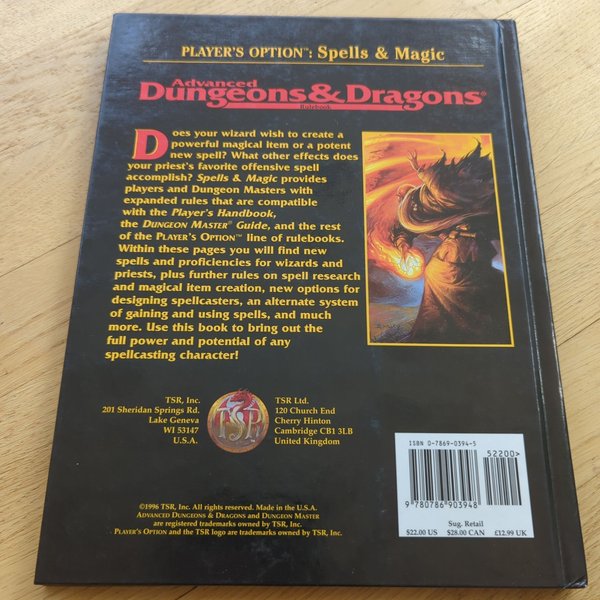 PLAYER'S OPTION™: Spells & Magic
Advanced
Dungeons&Dragons®
Rulebook
Does your wizard wish to create a
powerful magical item or a potent
new spell? What other effects does
your priest's favorite offensive spell
accomplish? Spells & Magic provides
players and Dungeon Masters with
expanded rules that are compatible
with the Player's Handbook,
the DUNGEON MASTER® Guide, and the rest
of the PLAYER'S OPTION™ line of rulebooks.
Within these pages you will find new
spells and proficiencies for wizards and
priests, plus further rules on spell research
and magical item creation, new options for
designing spellcasters, an alternate system
of gaining and using spells, and much
more. Use this book to bring out the
full power and potential of any
spellcasting character!
TSR, Inc.
201 Sheridan Springs Rd.
Lake Geneva
WI 53147
U.S.A.
TSR
TSR Ltd.
120 Church End
Cherry Hinton
Cambridge CB1 3LB
United Kingdom
ISBN 0-7869-0394-5
52200>
9 780786 903948
Sug. Retail
$22.00 US $28.00 CAN £12.99 UK
©1996 TSR, Inc. All rights reserved. Made in the U.S.A.
ADVANCED DUNGEONS & DRAGONS and DUNGEON MASTER
are registered trademarks owned by TSR, Inc.
PLAYER'S OPTION and the TSR logo are trademarks owned by TSR, Inc.